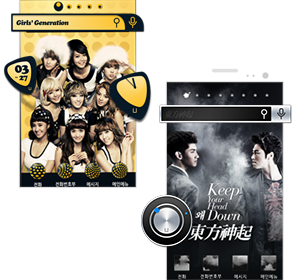 Girls' Generation
03
- 27
U
전화
전화번호부
메시지
메인메뉴
Keep
Your
Head
왜
Down
東方神起
U
전화
전화번호부
메시지
메인메뉴